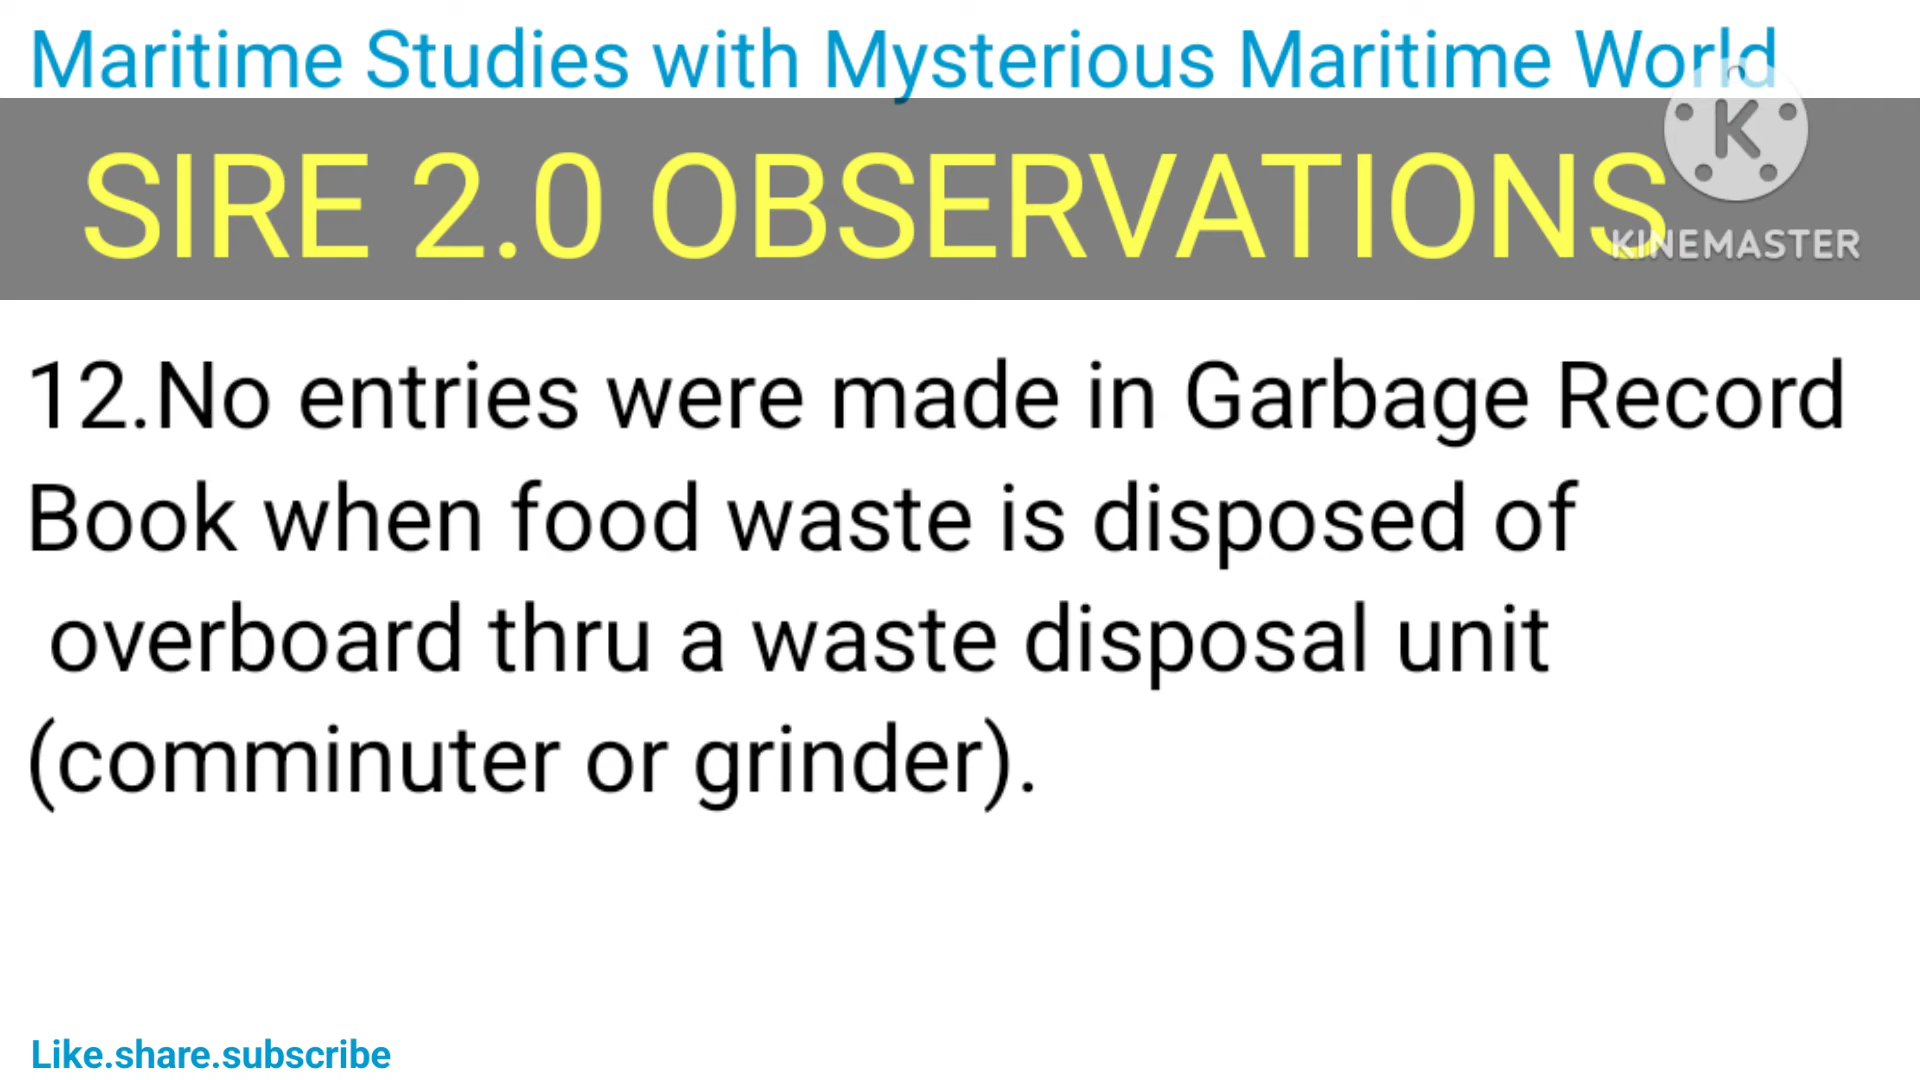 Maritime Studies with Mysterious Maritime World
SIRE 2.0 OBSERVATIONS
K
KINEMASTER
12.No entries were made in Garbage Record
Book when food waste is disposed of
overboard thru a waste disposal unit
(comminuter or grinder).
Like.share.subscribe